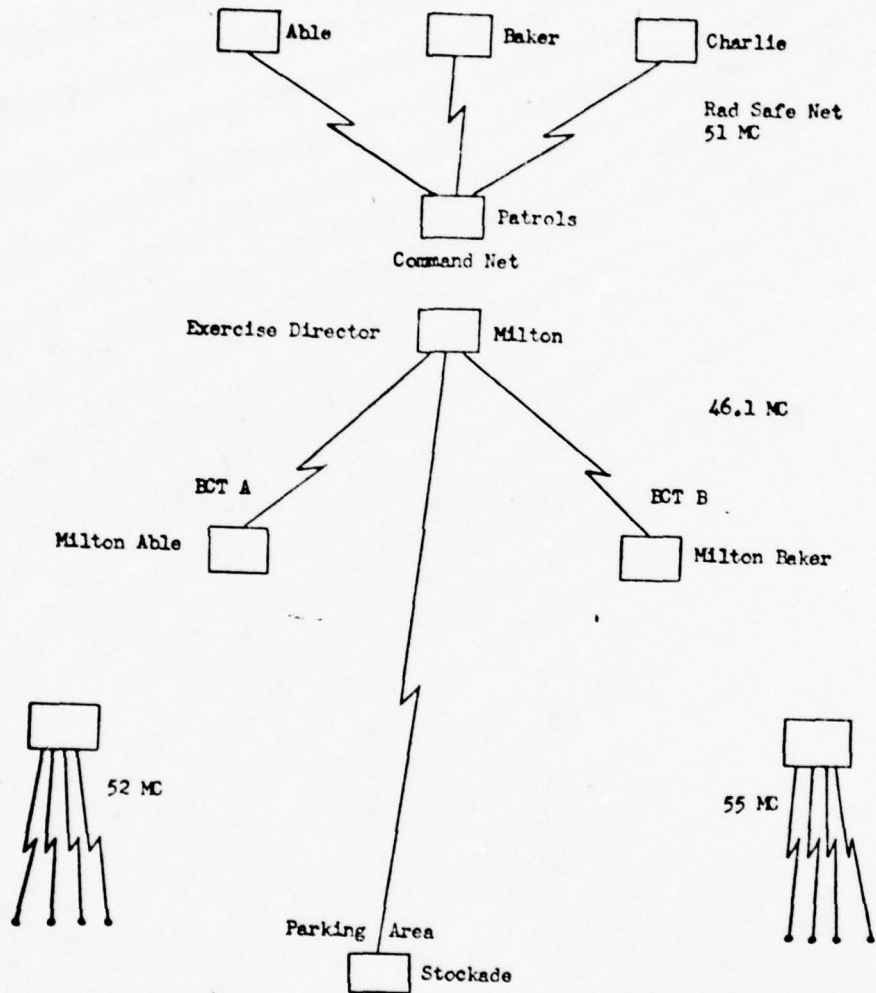 Able
Baker
Charlie
Rad Safe Net
51 MC
Patrols
Command Net
Exercise Director
Milton
46.1 MC
BCT A
BCT B
Milton Able
Milton Baker
52 MC
55 MC
Parking Area
Stockade